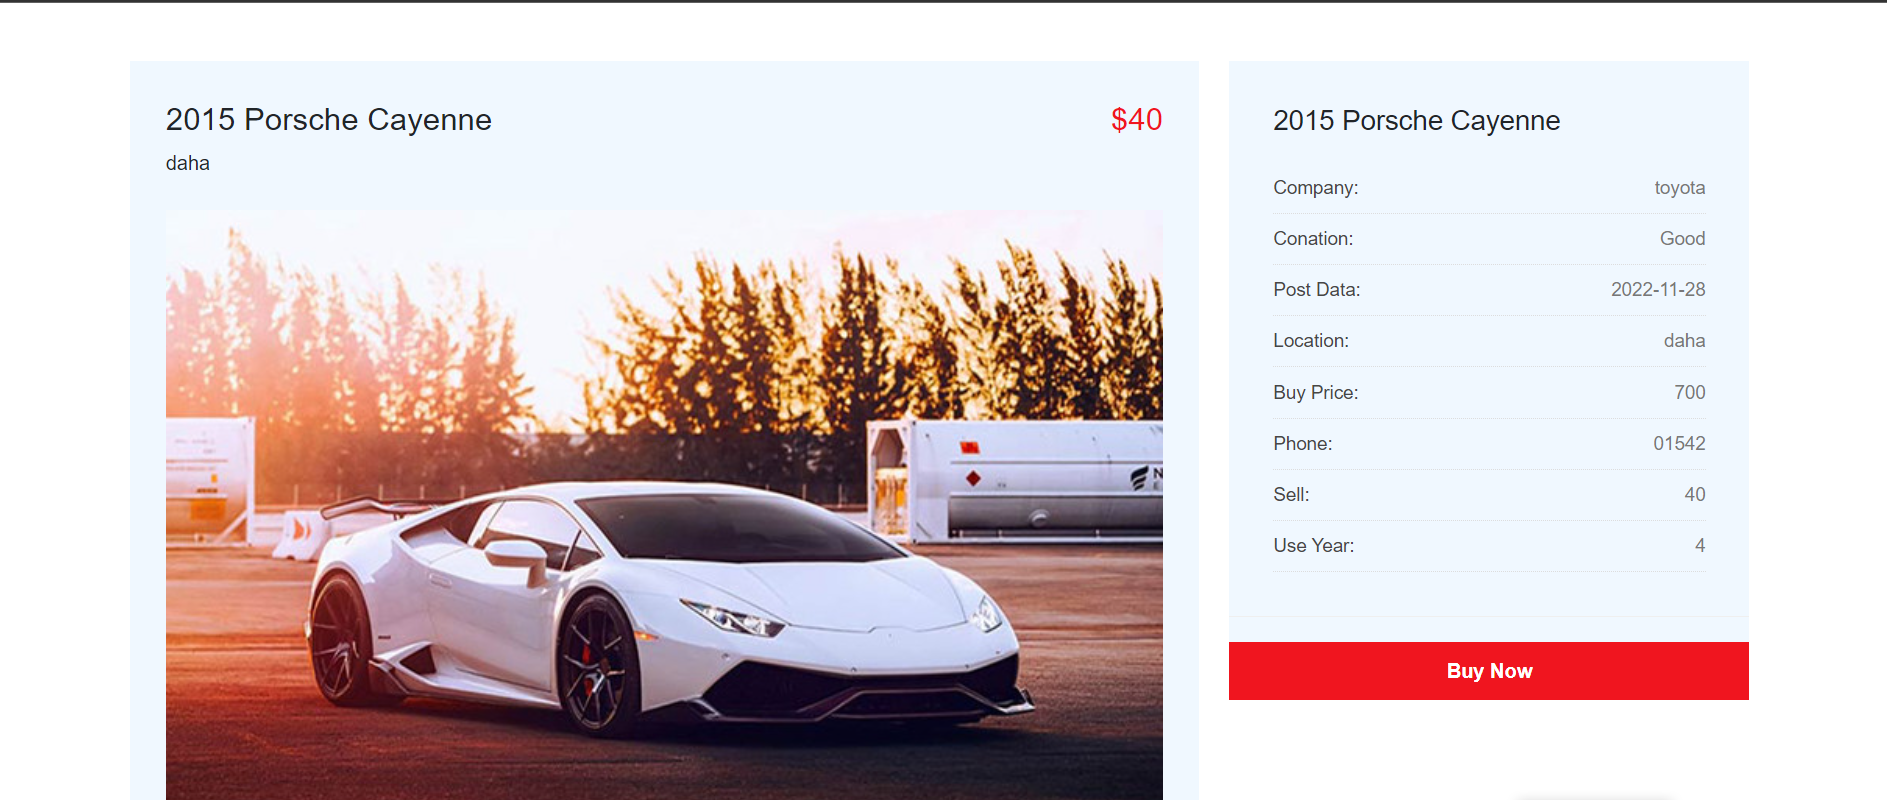 2015 Porsche Cayenne
$40
daha
2015 Porsche Cayenne
Company: toyota
Conation: Good
Post Data: 2022-11-28
Location: daha
Buy Price: 700
Phone: 01542
Sell: 40
Use Year: 4
Buy Now